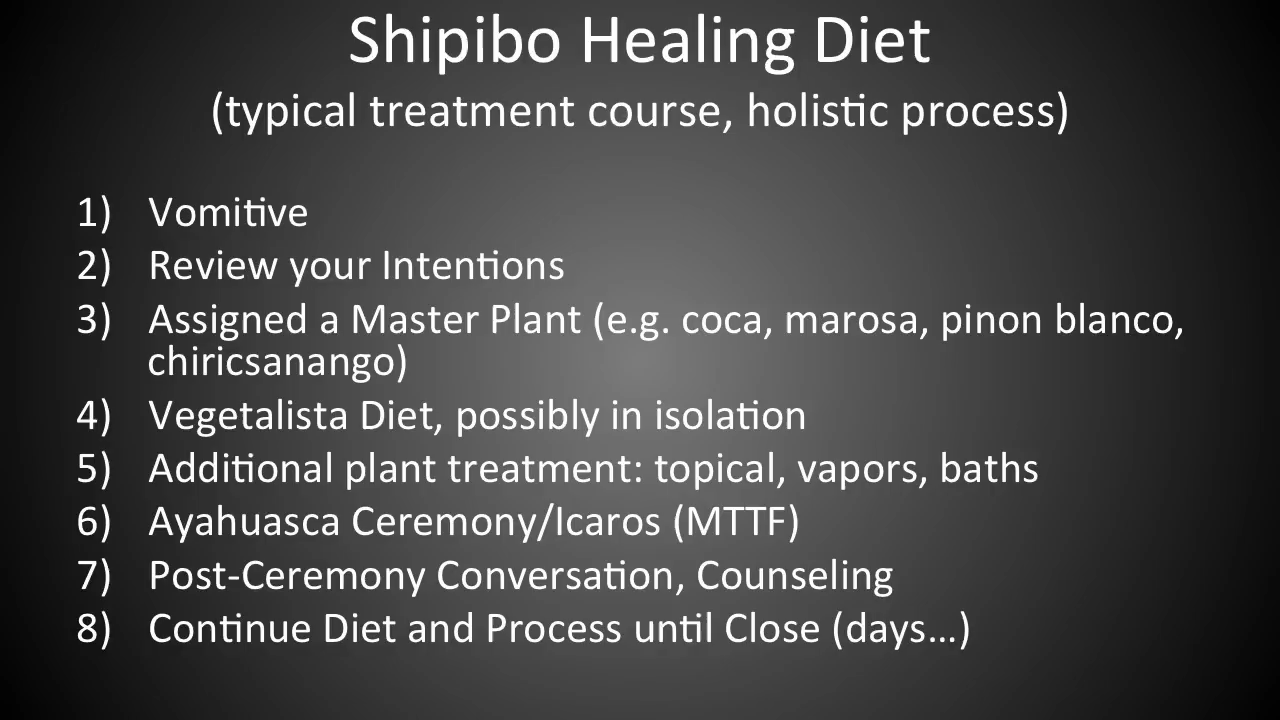 Shipibo Healing Diet
(typical treatment course, holistic process)
1) Vomitive
2) Review your Intentions
3) Assigned a Master Plant (e.g. coca, marosa, pinon blanco,
chiricsanango)
4) Vegetalista Diet, possibly in isolation
5) Additional plant treatment: topical, vapors, baths
6) Ayahuasca Ceremony/Icaros (MTTF)
7) Post-Ceremony Conversation, Counseling
8) Continue Diet and Process until Close (days…)